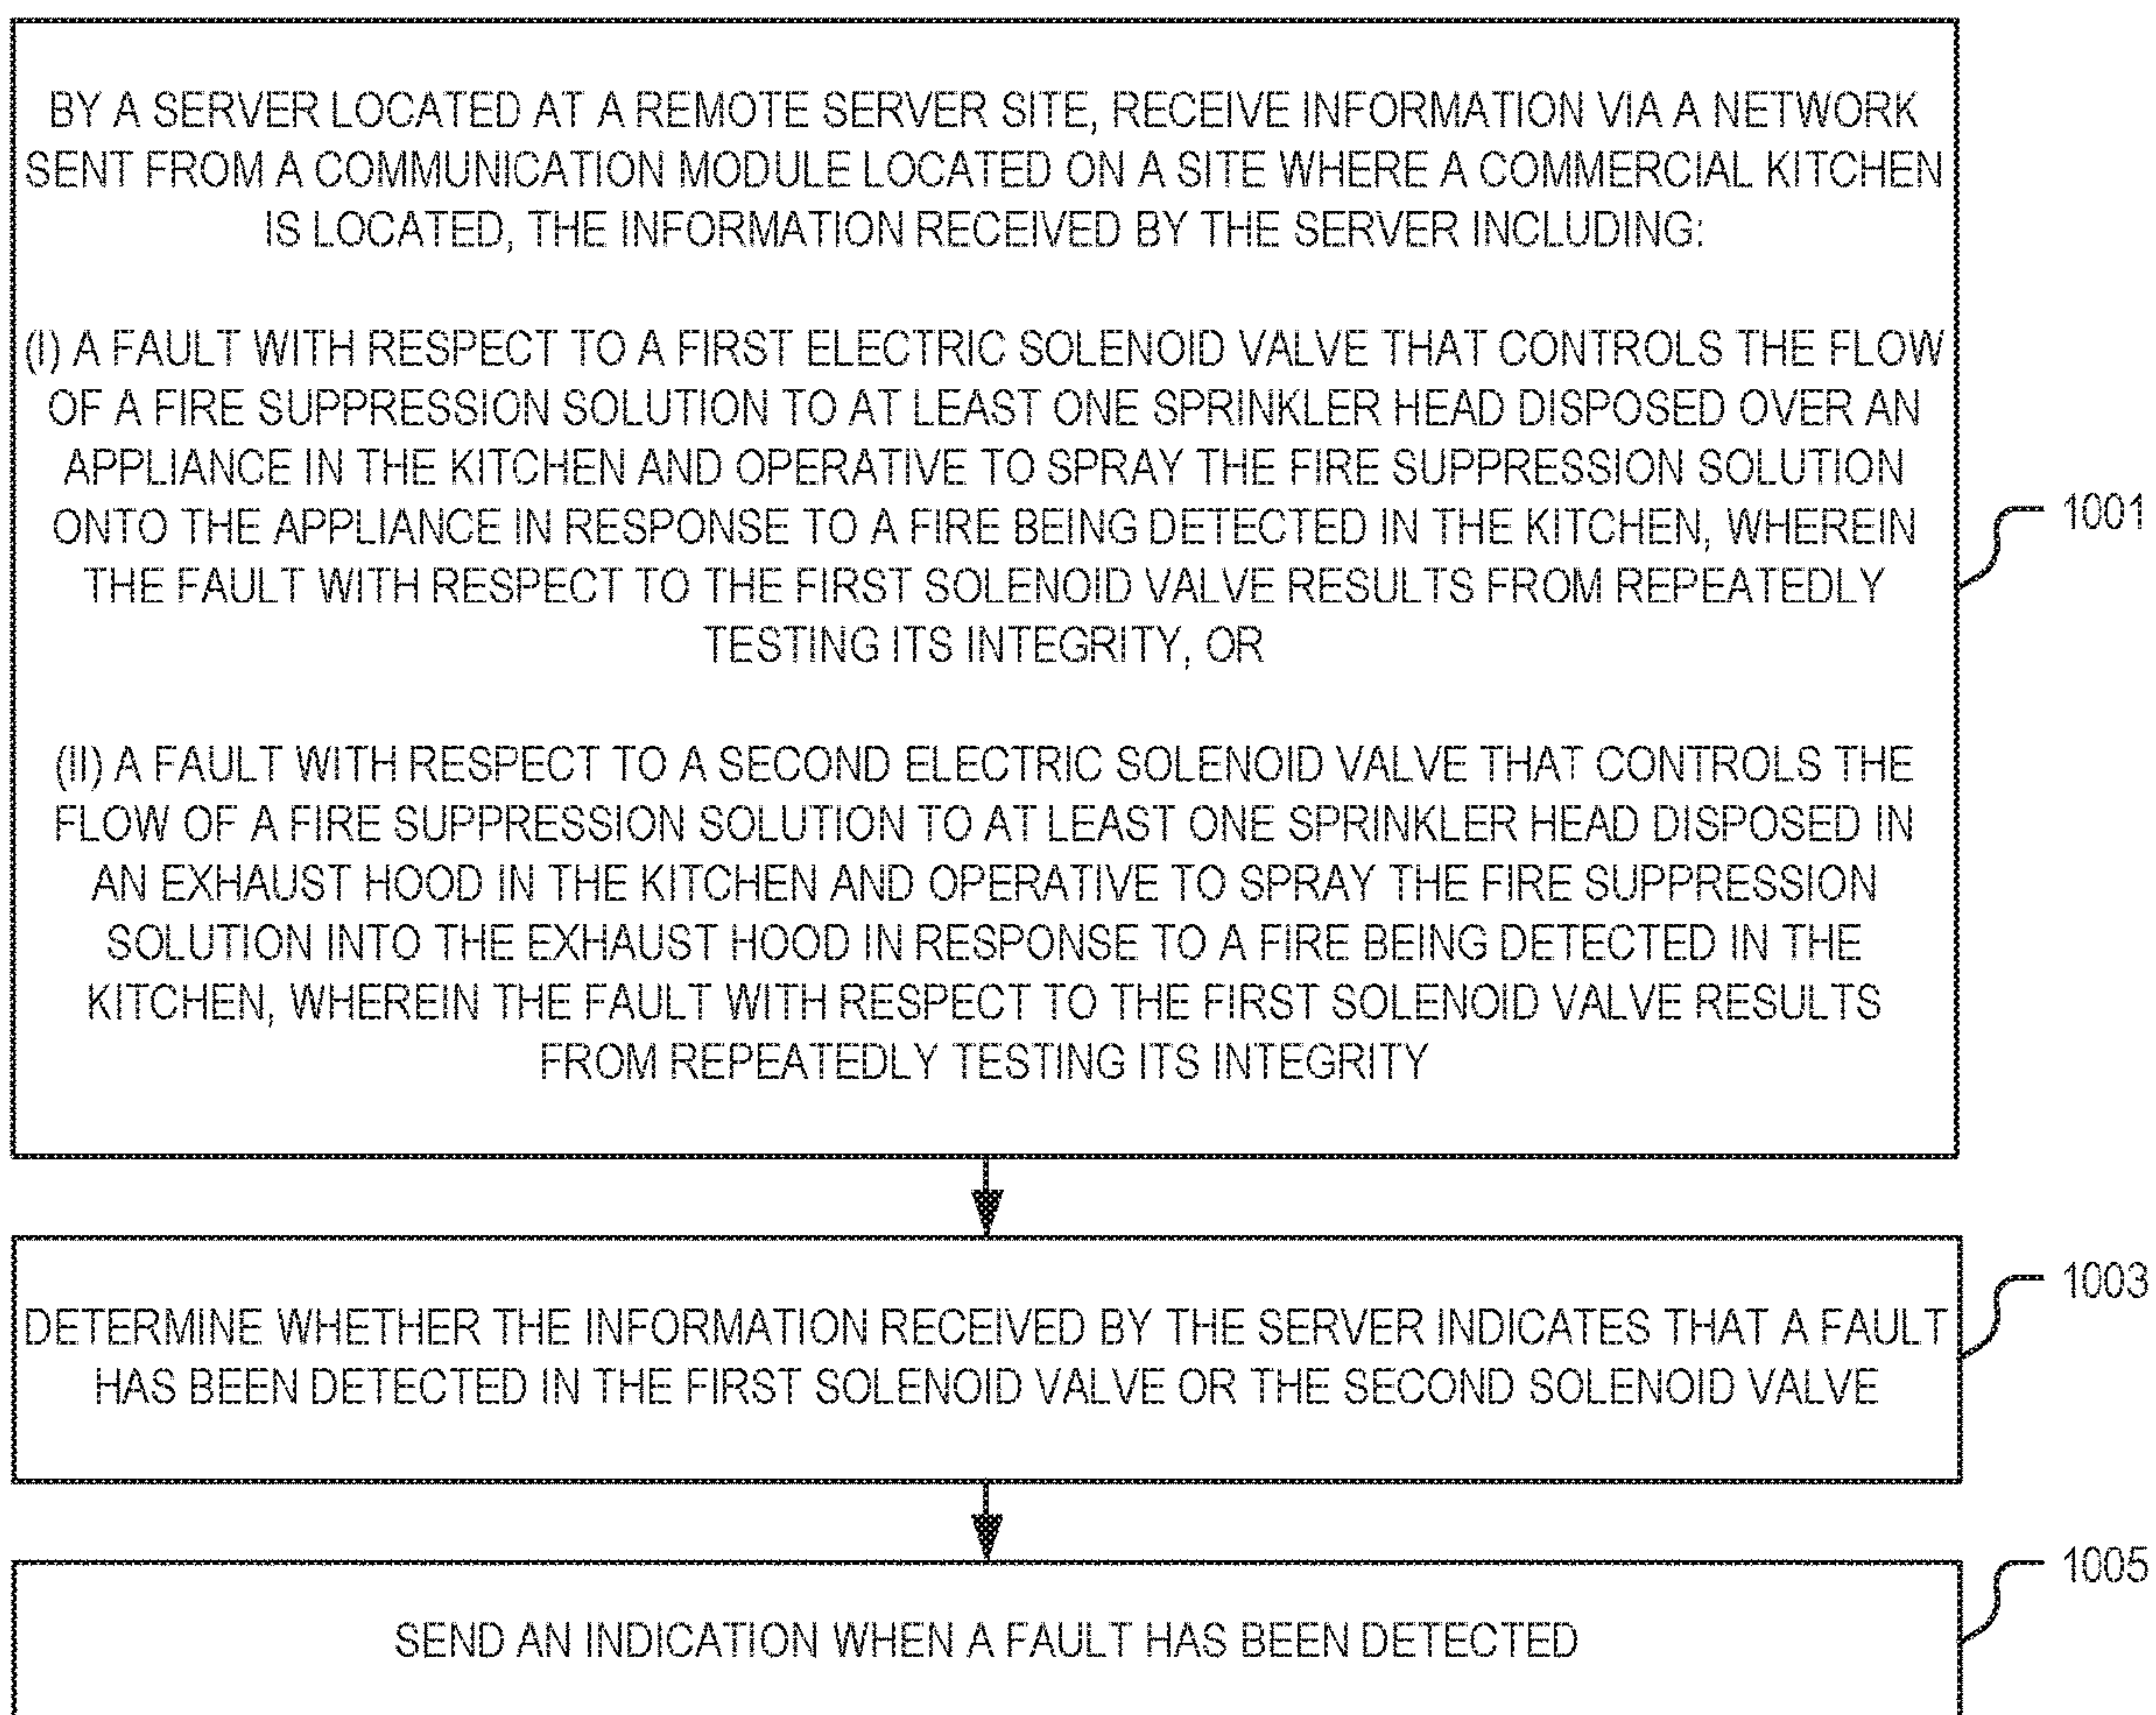 BY A SERVER LOCATED AT A REMOTE SERVER SITE, RECEIVE INFORMATION VIA A NETWORK
SENT FROM A COMMUNICATION MODULE LOCATED ON A SITE WHERE A COMMERCIAL KITCHEN
IS LOCATED, THE INFORMATION RECEIVED BY THE SERVER INCLUDING:
(I) A FAULT WITH RESPECT TO A FIRST ELECTRIC SOLENOID VALVE THAT CONTROLS THE FLOW
OF A FIRE SUPPRESSION SOLUTION TO AT LEAST ONE SPRINKLER HEAD DISPOSED OVER AN
APPLIANCE IN THE KITCHEN AND OPERATIVE TO SPRAY THE FIRE SUPPRESSION SOLUTION
ONTO THE APPLIANCE IN RESPONSE TO A FIRE BEING DETECTED IN THE KITCHEN, WHEREIN
THE FAULT WITH RESPECT TO THE FIRST SOLENOID VALVE RESULTS FROM REPEATEDLY
TESTING ITS INTEGRITY, OR
(II) A FAULT WITH RESPECT TO A SECOND ELECTRIC SOLENOID VALVE THAT CONTROLS THE
FLOW OF A FIRE SUPPRESSION SOLUTION TO AT LEAST ONE SPRINKLER HEAD DISPOSED IN
AN EXHAUST HOOD IN THE KITCHEN AND OPERATIVE TO SPRAY THE FIRE SUPPRESSION
SOLUTION INTO THE EXHAUST HOOD IN RESPONSE TO A FIRE BEING DETECTED IN THE
KITCHEN, WHEREIN THE FAULT WITH RESPECT TO THE FIRST SOLENOID VALVE RESULTS
FROM REPEATEDLY TESTING ITS INTEGRITY
1001
DETERMINE WHETHER THE INFORMATION RECEIVED BY THE SERVER INDICATES THAT A FAULT
HAS BEEN DETECTED IN THE FIRST SOLENOID VALVE OR THE SECOND SOLENOID VALVE
1003
SEND AN INDICATION WHEN A FAULT HAS BEEN DETECTED
1005